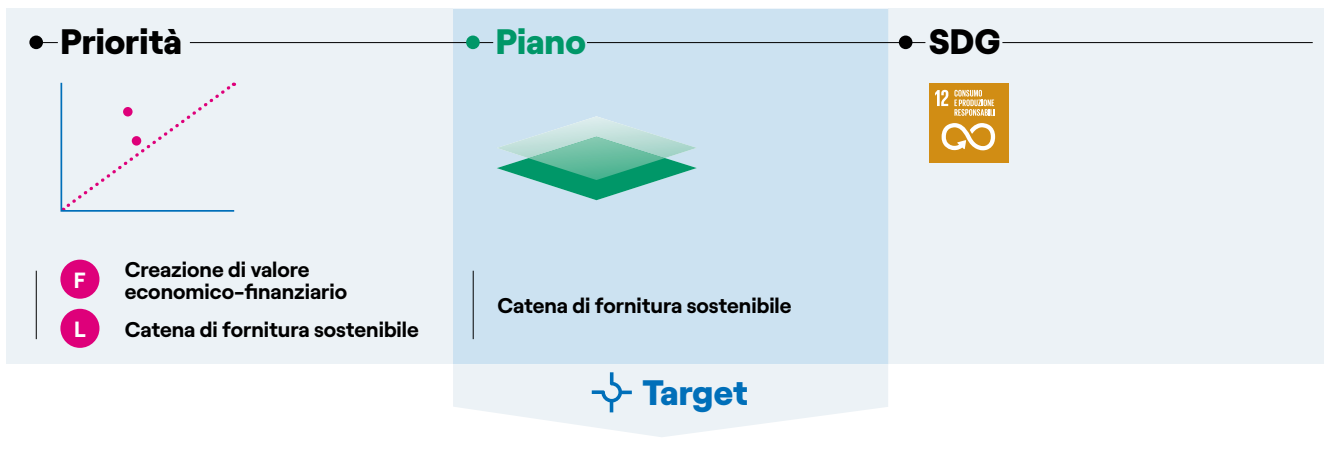 Priorità
Piano
SDG
12 CONSUMO
E PRODUZIONE
RESPONSABILI
F
Creazione di valore
economico-finanziario
L
Catena di fornitura sostenibile
Catena di fornitura sostenibile
Target